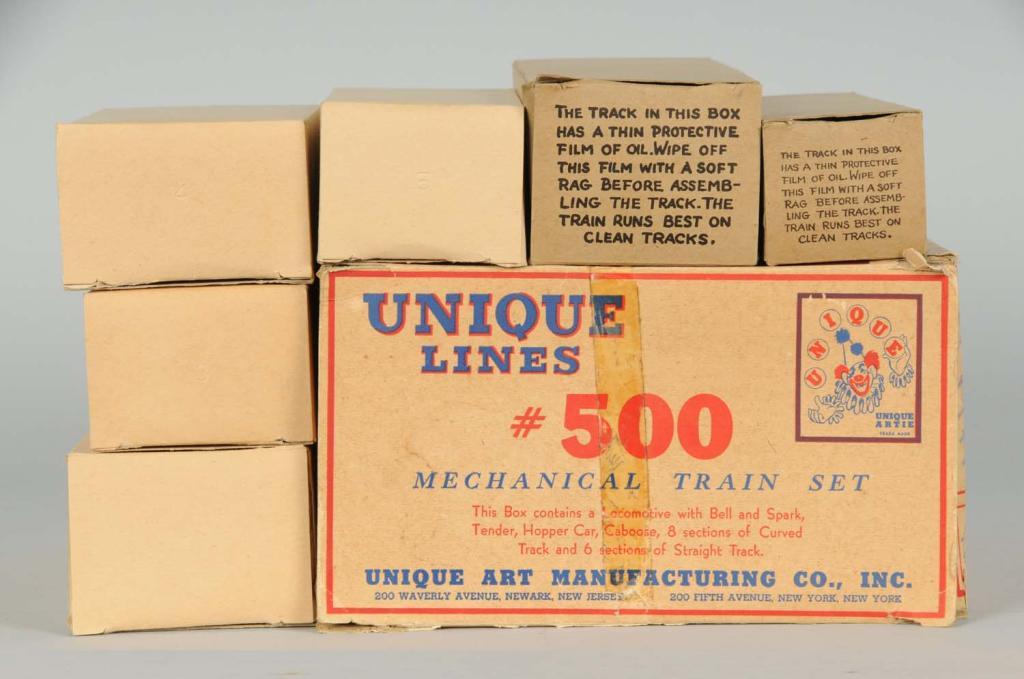 THE TRACK IN THIS BOX
HAS A THIN PROTECTIVE
FILM OF OIL. WIPE OFF
THIS FILM WITH A SOFT
RAG BEFORE ASSEMB-
LING THE TRACK. THE
TRAIN RUNS BEST ON
CLEAN TRACKS.
THE TRACK IN THIS BOX
HAS A THIN PROTECTIVE
FILM OF OIL. WIPE OFF
THIS FILM WITH A SOFT
RAG BEFORE ASSEMB-
LING THE TRACK. THE
TRAIN RUNS BEST ON
CLEAN TRACKS.
UNIQUE
LINES
# 500
MECHANICAL TRAIN SET
This Box contains a Locomotive with Bell and Spark,
Tender, Hopper Car, Caboose, 8 sections of Curved
Track and 6 sections of Straight Track.
UNIQUE ART MANUFACTURING CO., INC.
200 WAVERLY AVENUE, NEWARK, NEW JERSEY 200 FIFTH AVENUE, NEW YORK, NEW YORK
UNIQUE
UNIQUE
ARTIE
TRADE MARK